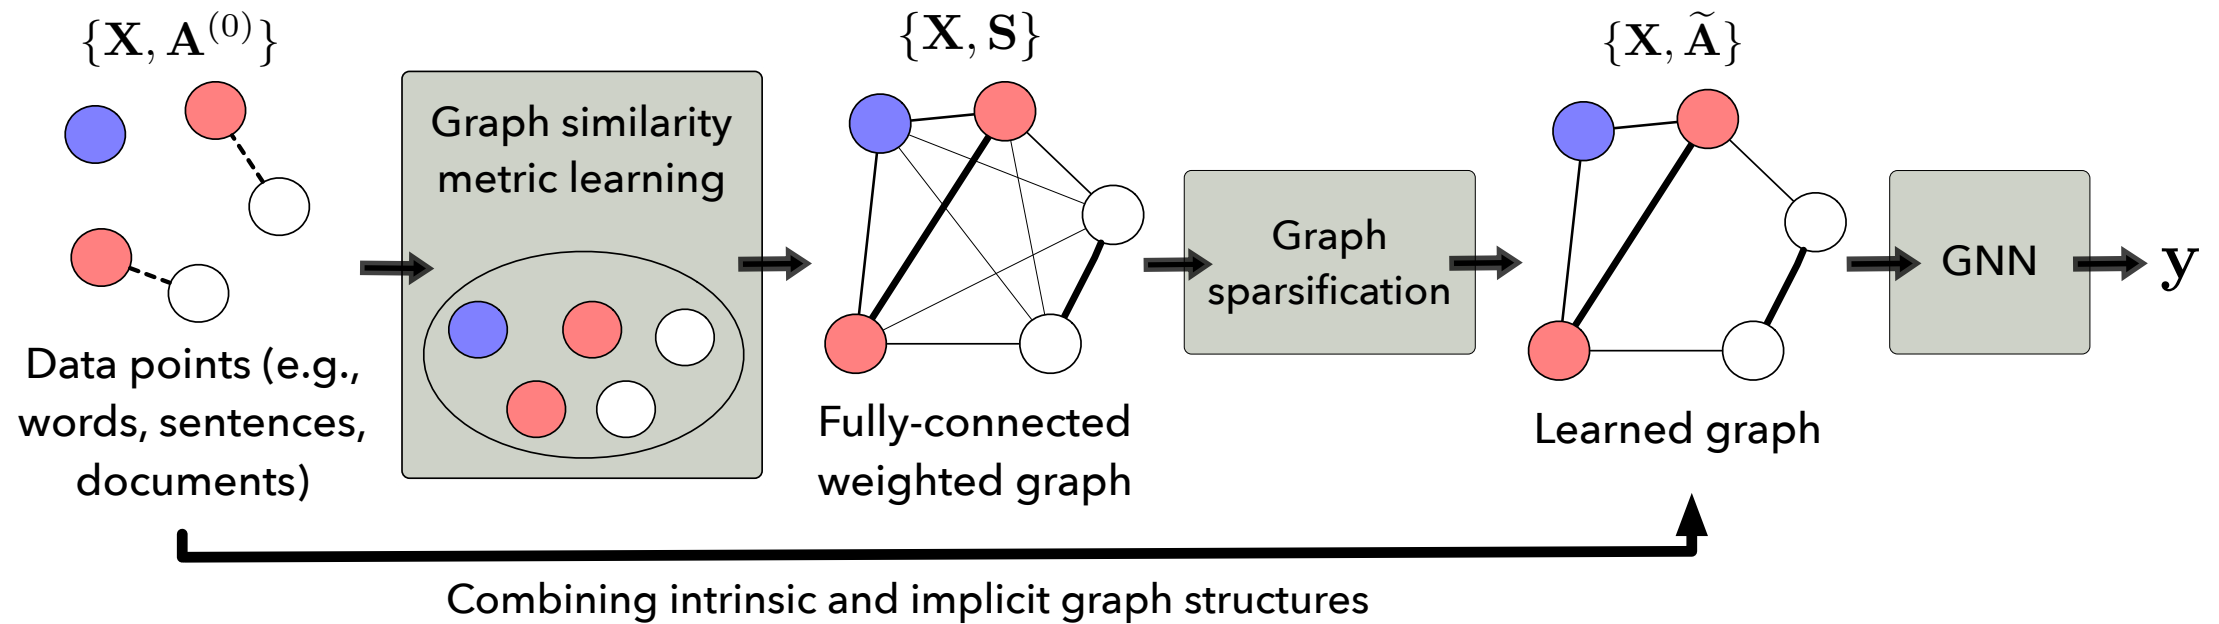 {X, A⁽⁰⁾}
Data points (e.g.,
words, sentences,
documents)
Graph similarity
metric learning
{X, S}
Fully-connected
weighted graph
Graph
sparsification
{X, Ã}
Learned graph
GNN
y
Combining intrinsic and implicit graph structures